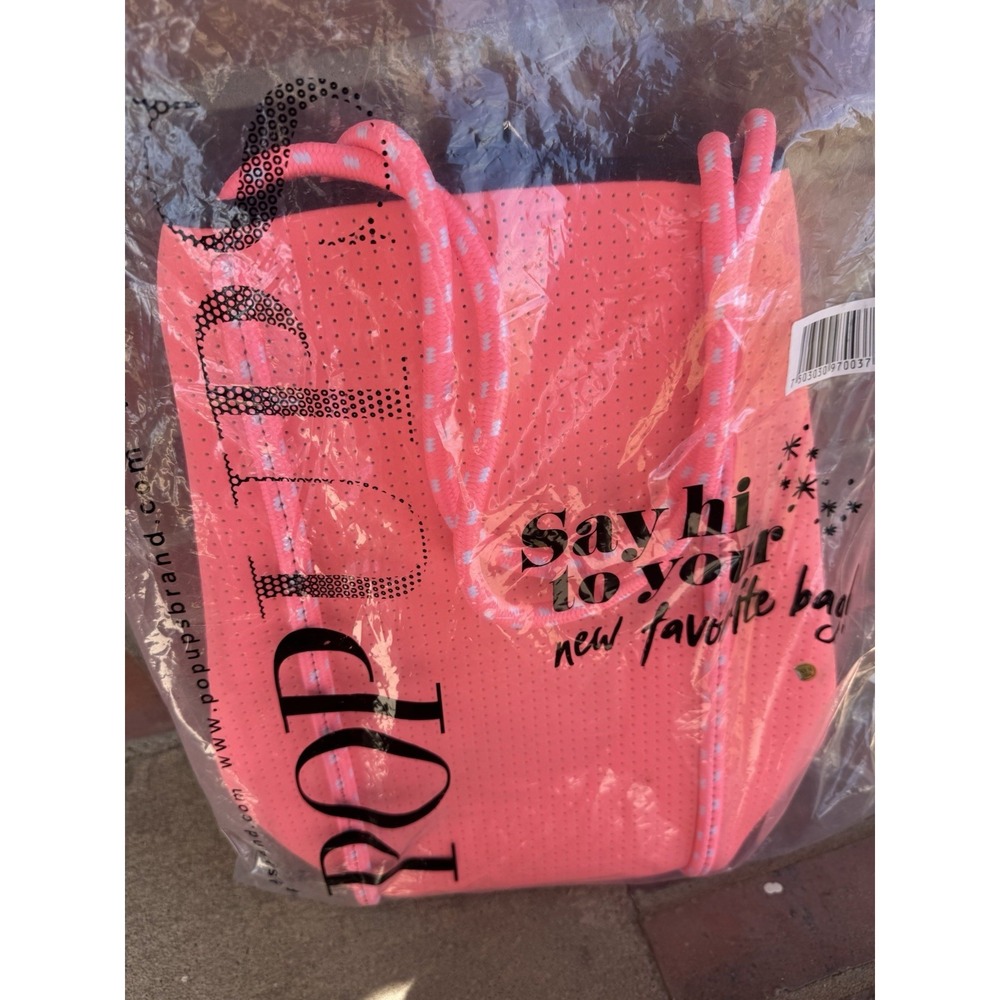 POP UPS
www.popupsbrand.com
Say hi
to your
new favorite bag!